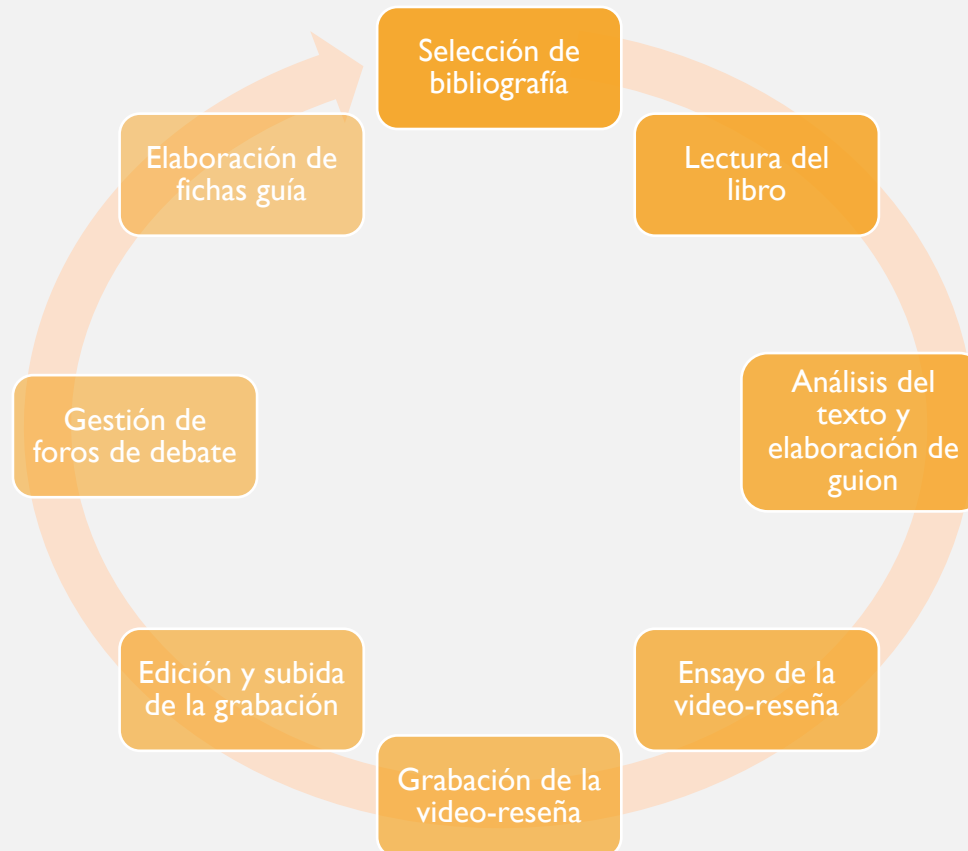 Selección de
bibliografía
Lectura del
libro
Análisis del
texto y
elaboración de
guion
Ensayo de la
video-reseña
Grabación de la
video-reseña
Edición y subida
de la grabación
Gestión de
foros de debate
Elaboración de
fichas guía